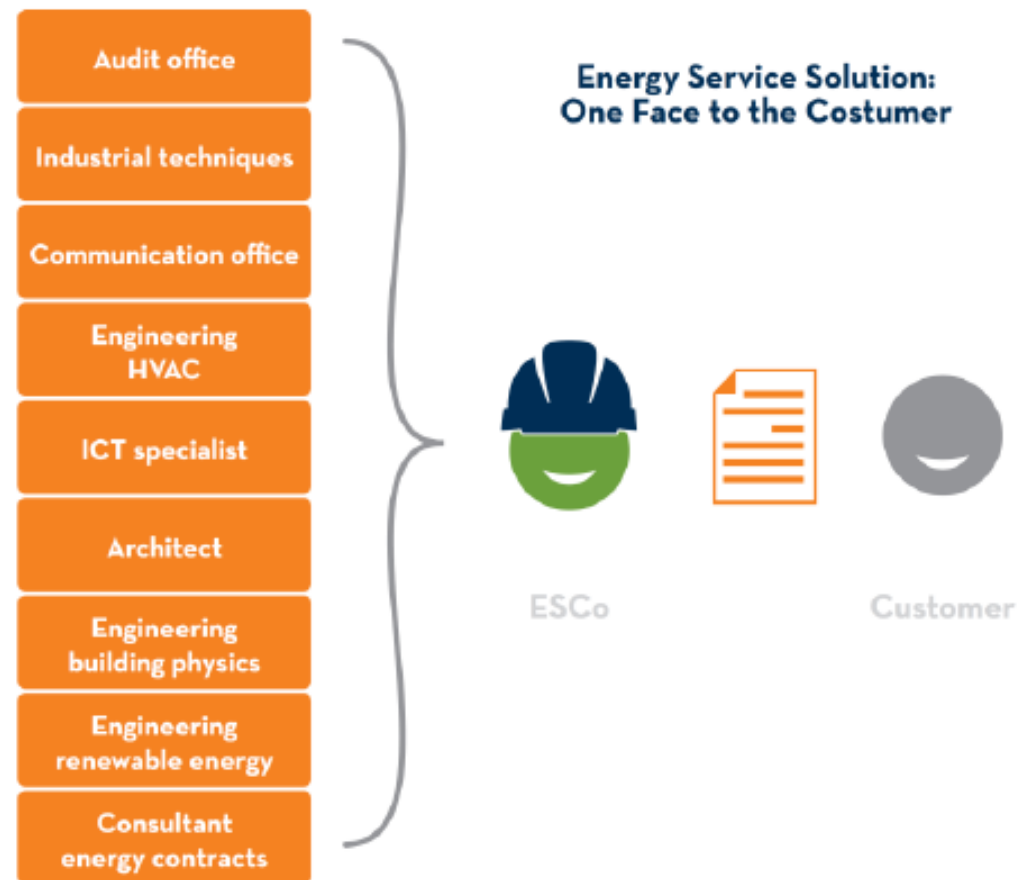 Audit office
Industrial techniques
Communication office
Engineering
HVAC
ICT specialist
Architect
Engineering
building physics
Engineering
renewable energy
Consultant
energy contracts
Energy Service Solution:
One Face to the Costumer
ESCo
Customer